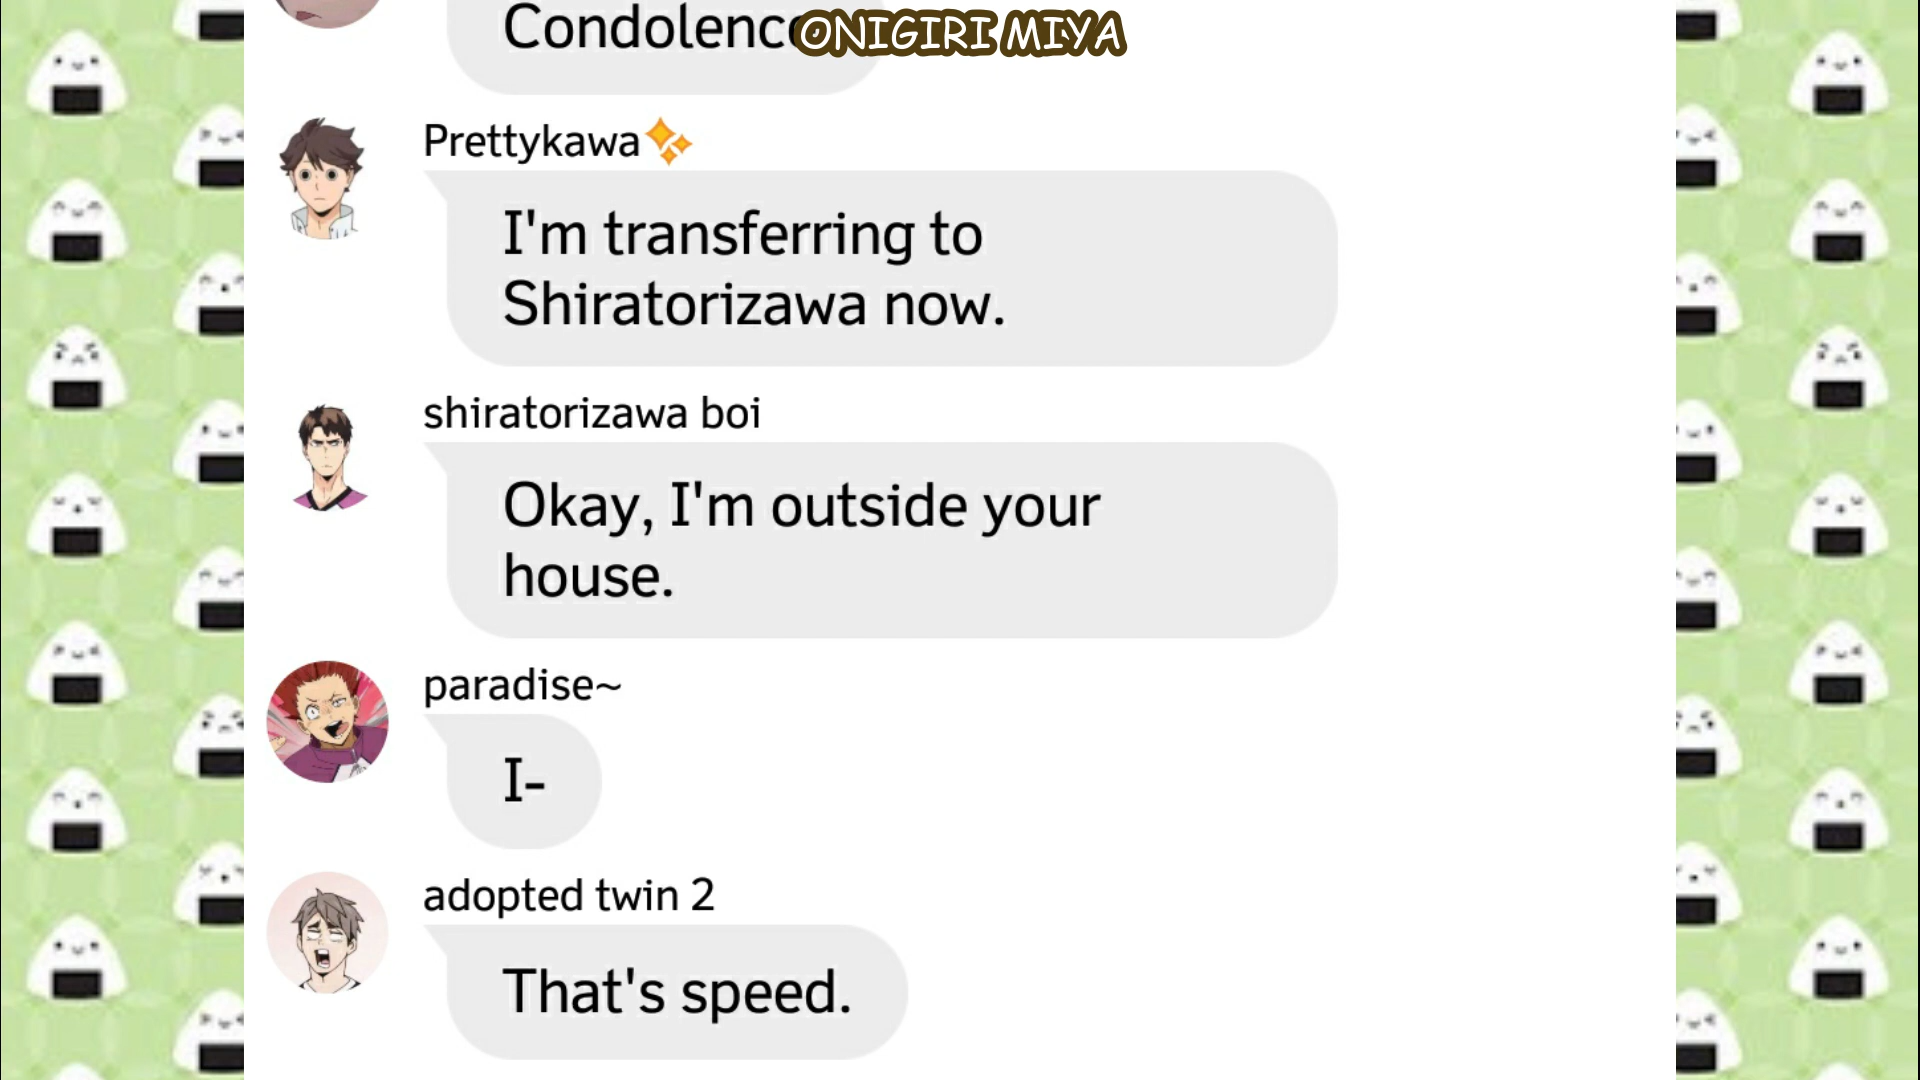 ONIGIRI MIYA
Prettykawa✨
I'm transferring to
Shiratorizawa now.
shiratorizawa boi
Okay, I'm outside your
house.
paradise~
I-
adopted twin 2
That's speed.